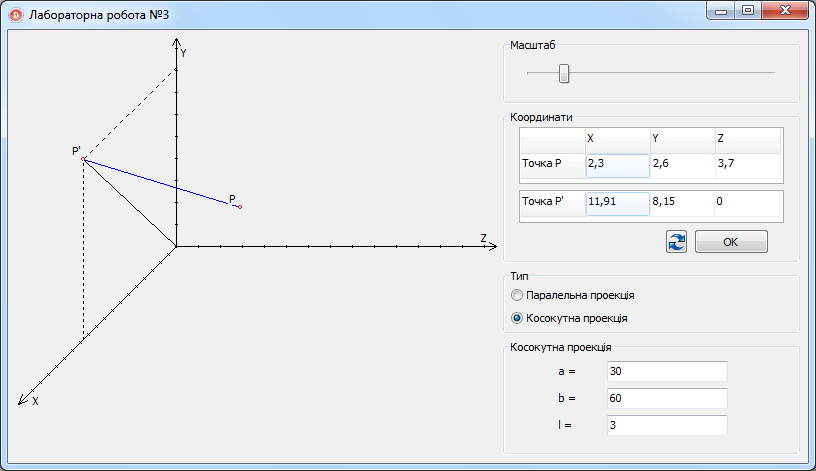 Лабораторна робота №3
Y
P'
P
Z
X
Масштаб
Координати
X Y Z
Точка P 2,3 2,6 3,7
Точка P' 11,91 8,15 0
OK
Тип
Паралельна проекція
Косокутна проекція
Косокутна проекція
a = 30
b = 60
l = 3